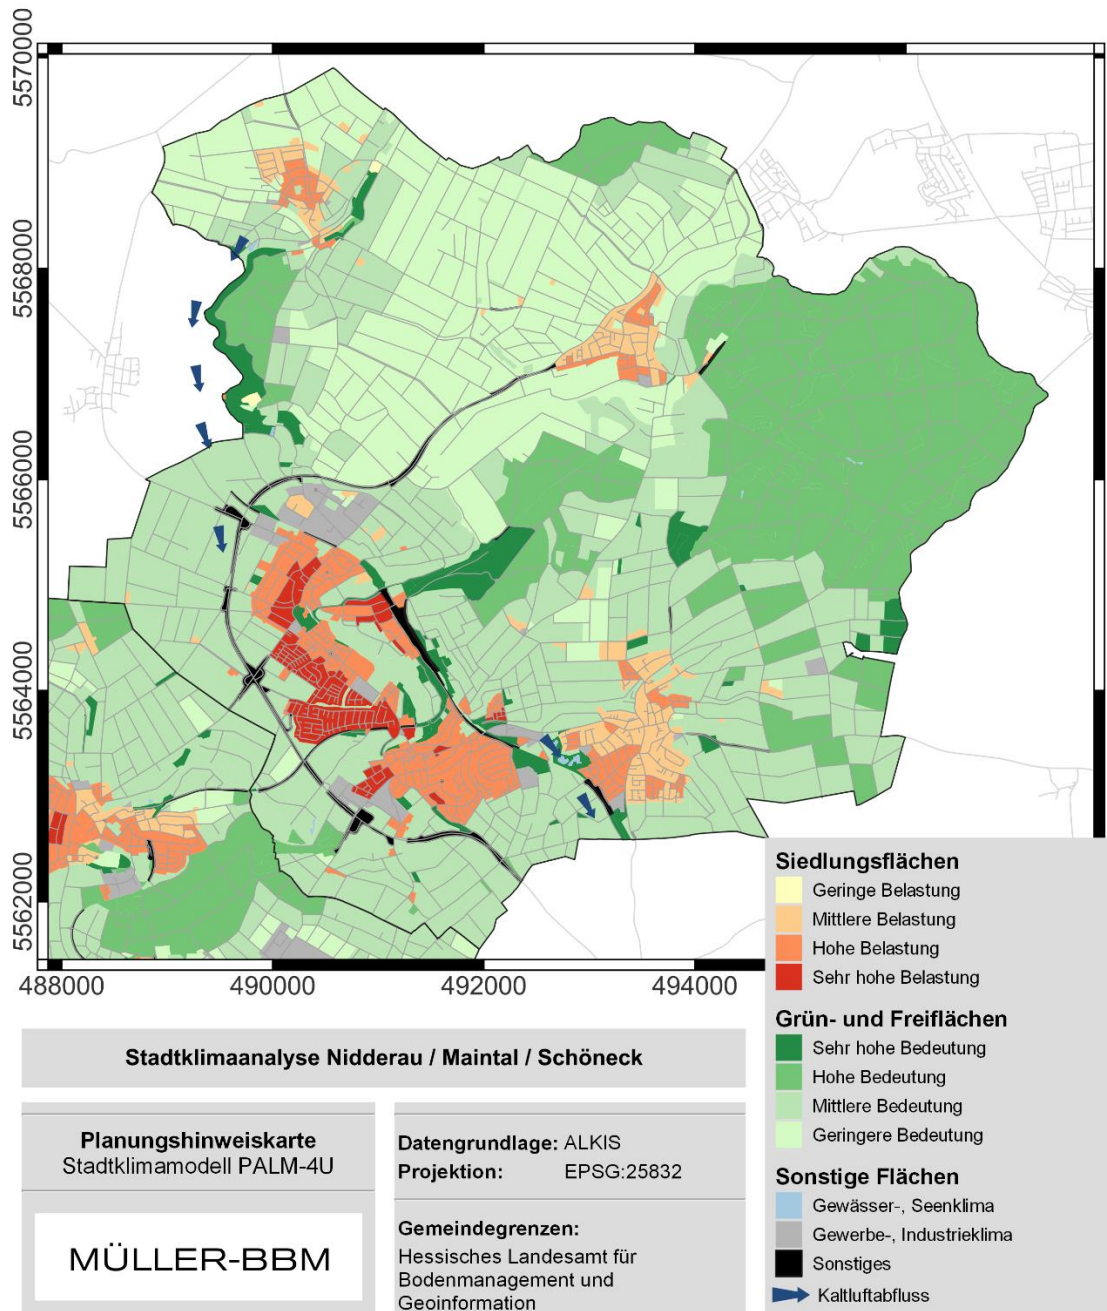 5570000
5568000
5566000
5564000
5562000
488000
490000
492000
494000
Siedlungsflächen
Geringe Belastung
Mittlere Belastung
Hohe Belastung
Sehr hohe Belastung
Grün- und Freiflächen
Sehr hohe Bedeutung
Hohe Bedeutung
Mittlere Bedeutung
Geringere Bedeutung
Sonstige Flächen
Gewässer-, Seenklima
Gewerbe-, Industrieklima
Sonstiges
Kaltluftabfluss
Stadtklimaanalyse Nidderau / Maintal / Schöneck
Planungshinweiskarte
Stadtklimamodell PALM-4U
MÜLLER-BBM
Datengrundlage: ALKIS
Projektion: EPSG:25832
Gemeindegrenzen:
Hessisches Landesamt für
Bodenmanagement und
Geoinformation